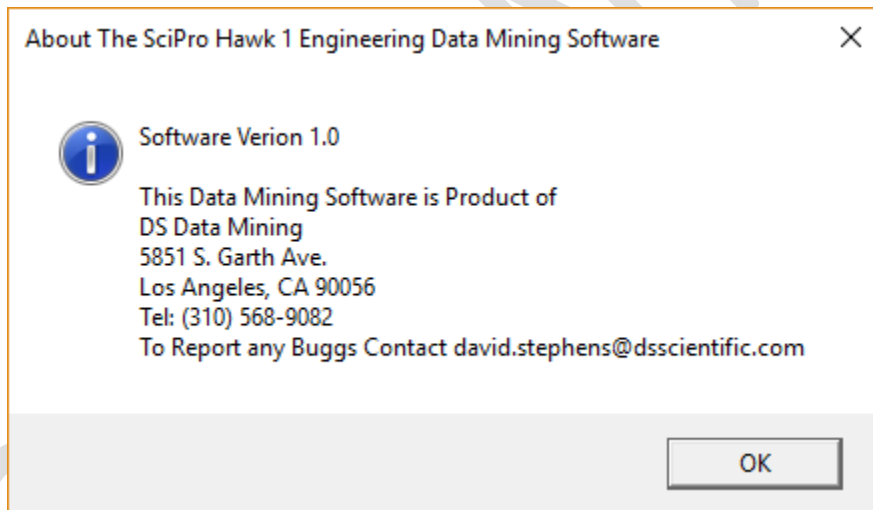 About The SciPro Hawk 1 Engineering Data Mining Software
Software Verion 1.0
This Data Mining Software is Product of
DS Data Mining
5851 S. Garth Ave.
Los Angeles, CA 90056
Tel: (310) 568-9082
To Report any Buggs Contact david.stephens@dsscientific.com
OK